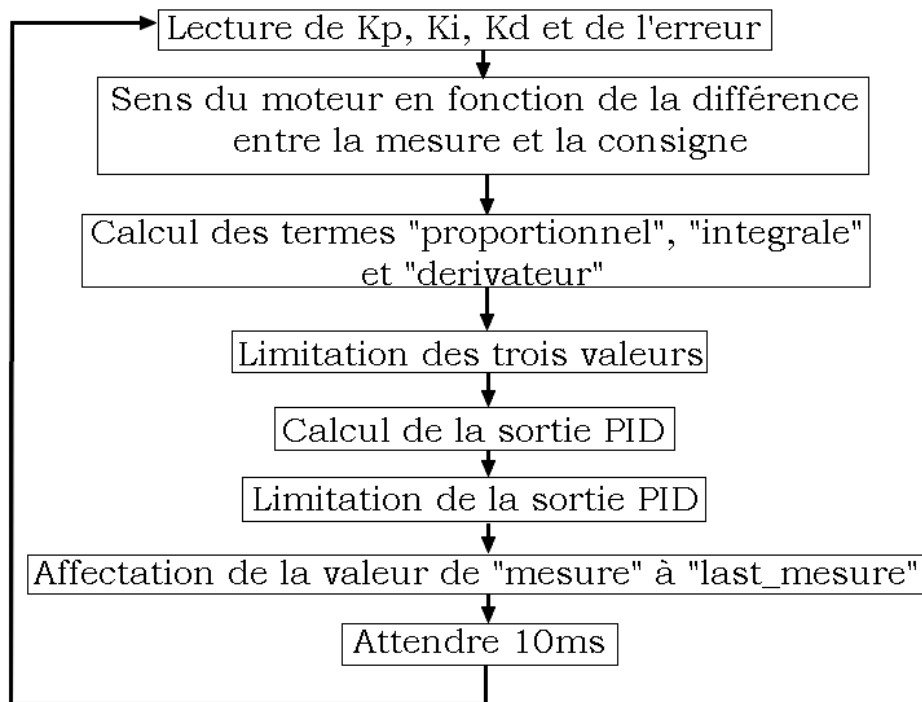 Lecture de Kp, Ki, Kd et de l'erreur
Sens du moteur en fonction de la différence
entre la mesure et la consigne
Calcul des termes "proportionnel", "integrale"
et "derivateur"
Limitation des trois valeurs
Calcul de la sortie PID
Limitation de la sortie PID
Affectation de la valeur de "mesure" à "last_mesure"
Attendre 10ms